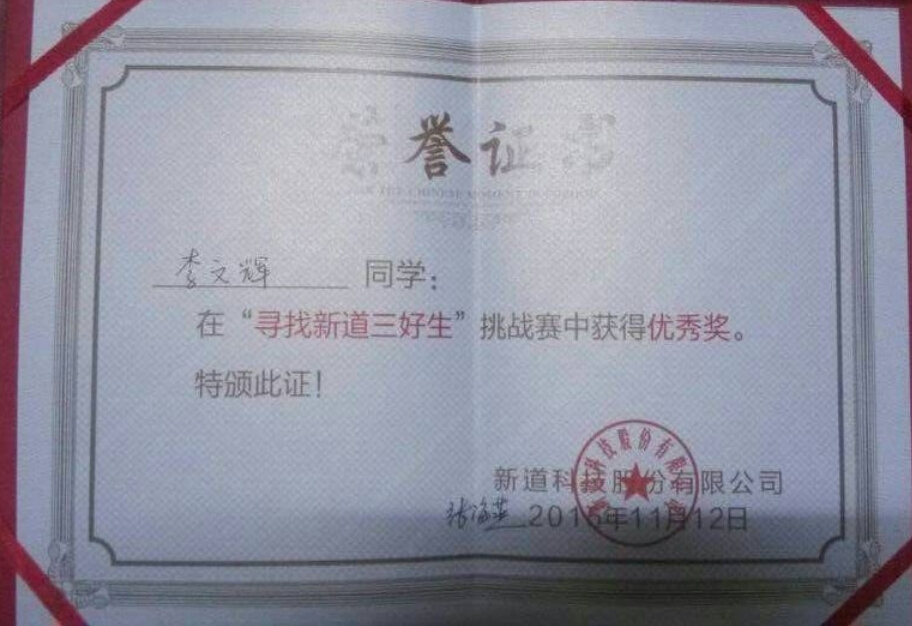 荣誉证书
李文辉 同学：
在“寻找新道三好生”挑战赛中获得优秀奖。
特颁此证！
新道科技股份有限公司
2016年11月12日